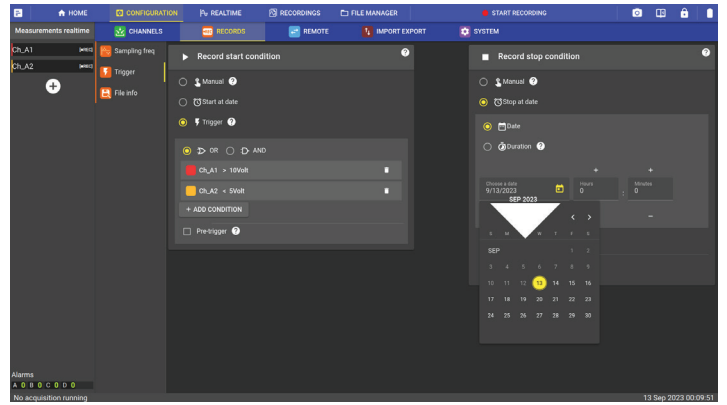 HOME CONFIGURATION REALTIME RECORDINGS FILE MANAGER START RECORDING
Measurements realtime CHANNELS RECORDS REMOTE IMPORT EXPORT SYSTEM
Ch_A1
Ch_A2
Sampling freq
Trigger
File info
Record start condition
Manual
Start at date
Trigger
OR AND
Ch_A1 > 10Volt
Ch_A2 < 5Volt
+ ADD CONDITION
Pre-trigger
Record stop condition
Manual
Stop at date
Date
Duration
+ +
Choose a date Hours Minutes
9/13/2023 0 : 0
SEP 2023
–
S M W T F S
SEP 1 2
3 4 5 6 7 8 9
10 11 12 13 14 15 16
17 18 19 20 21 22 23
24 25 26 27 28 29 30
Alarms
A 0 B 0 C 0 D 0
No acquisition running 13 Sep 2023 00:09:51